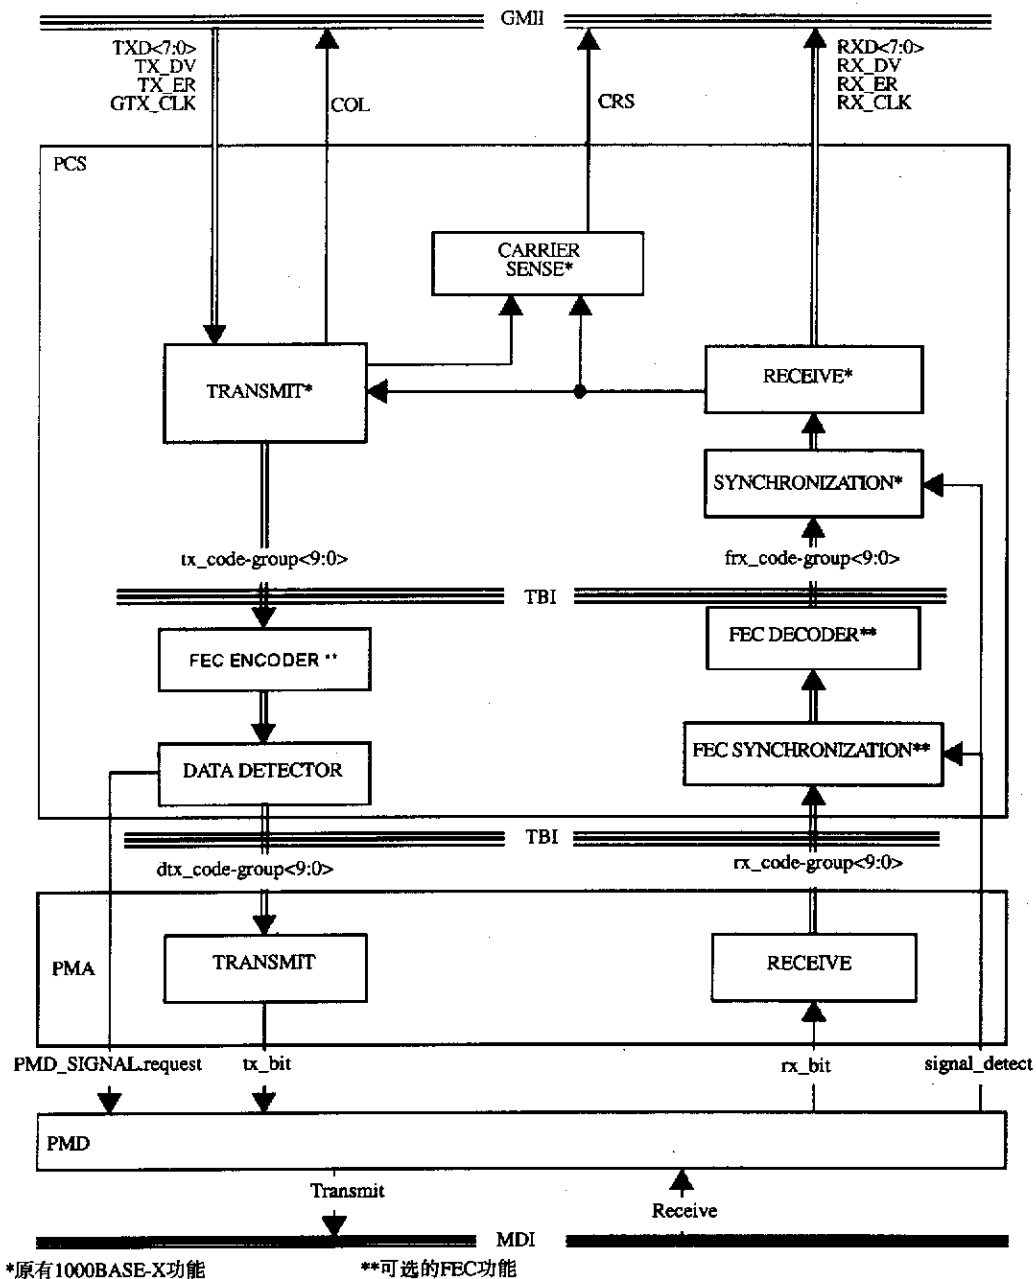 GMII
TXD<7:0>
TX_DV
TX_ER
GTX_CLK
COL
CRS
RXD<7:0>
RX_DV
RX_ER
RX_CLK
PCS
CARRIER
SENSE*
TRANSMIT*
RECEIVE*
SYNCHRONIZATION*
tx_code-group<9:0>
frx_code-group<9:0>
TBI
FEC ENCODER **
FEC DECODER**
DATA DETECTOR
FEC SYNCHRONIZATION**
TBI
dtx_code-group<9:0>
rx_code-group<9:0>
PMA
TRANSMIT
RECEIVE
PMD_SIGNAL.request
tx_bit
rx_bit
signal_detect
PMD
Transmit
Receive
MDI
*原有1000BASE-X功能
**可选的FEC功能